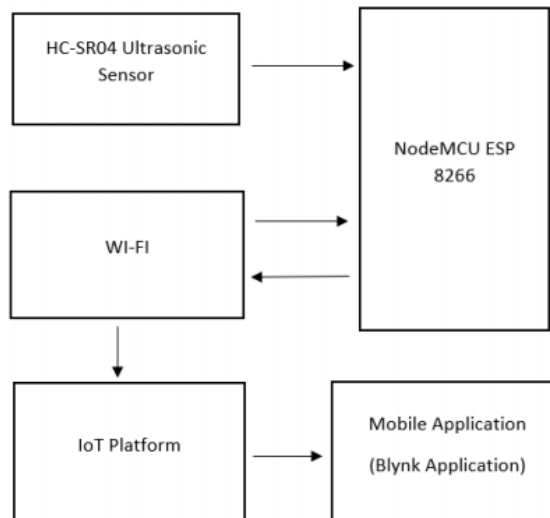 HC-SR04 Ultrasonic
Sensor
NodeMCU ESP
8266
WI-FI
IoT Platform
Mobile Application
(Blynk Application)